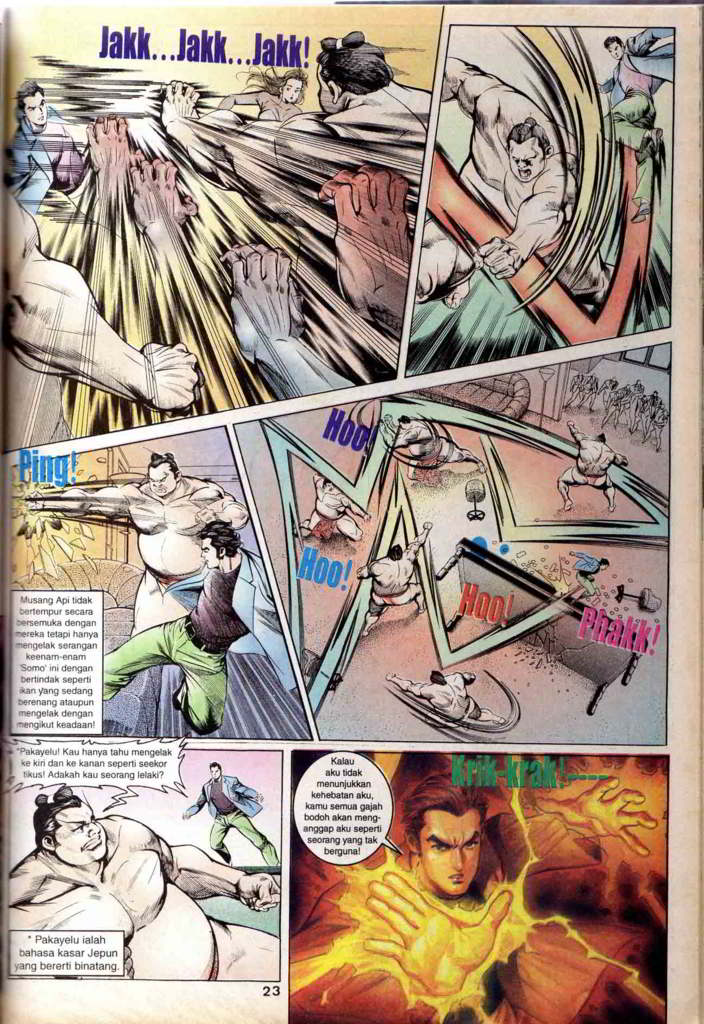 Jakk...Jakk...Jakk!
Ping!
Musang Api tidak
bertempur secara
bersemuka dengan
mereka tetapi hanya
mengelak serangan
keenam-enam
'Somo' ini dengan
bertindak seperti
ikan yang sedang
berenang ataupun
mengelak dengan
mengikut keadaan!
Hoo!
Hoo!
Hoo!
Phakk!
"Pakayelu! Kau hanya tahu mengelak
ke kiri dan ke kanan seperti seekor
tikus! Adakah kau seorang lelaki?
* Pakayelu ialah
bahasa kasar Jepun
yang bererti binatang.
Kalau
aku tidak
menunjukkan
kehebatan aku,
kamu semua gajah
bodoh akan meng-
anggap aku seperti
seorang yang tak
berguna!
Krik-krak!----
23